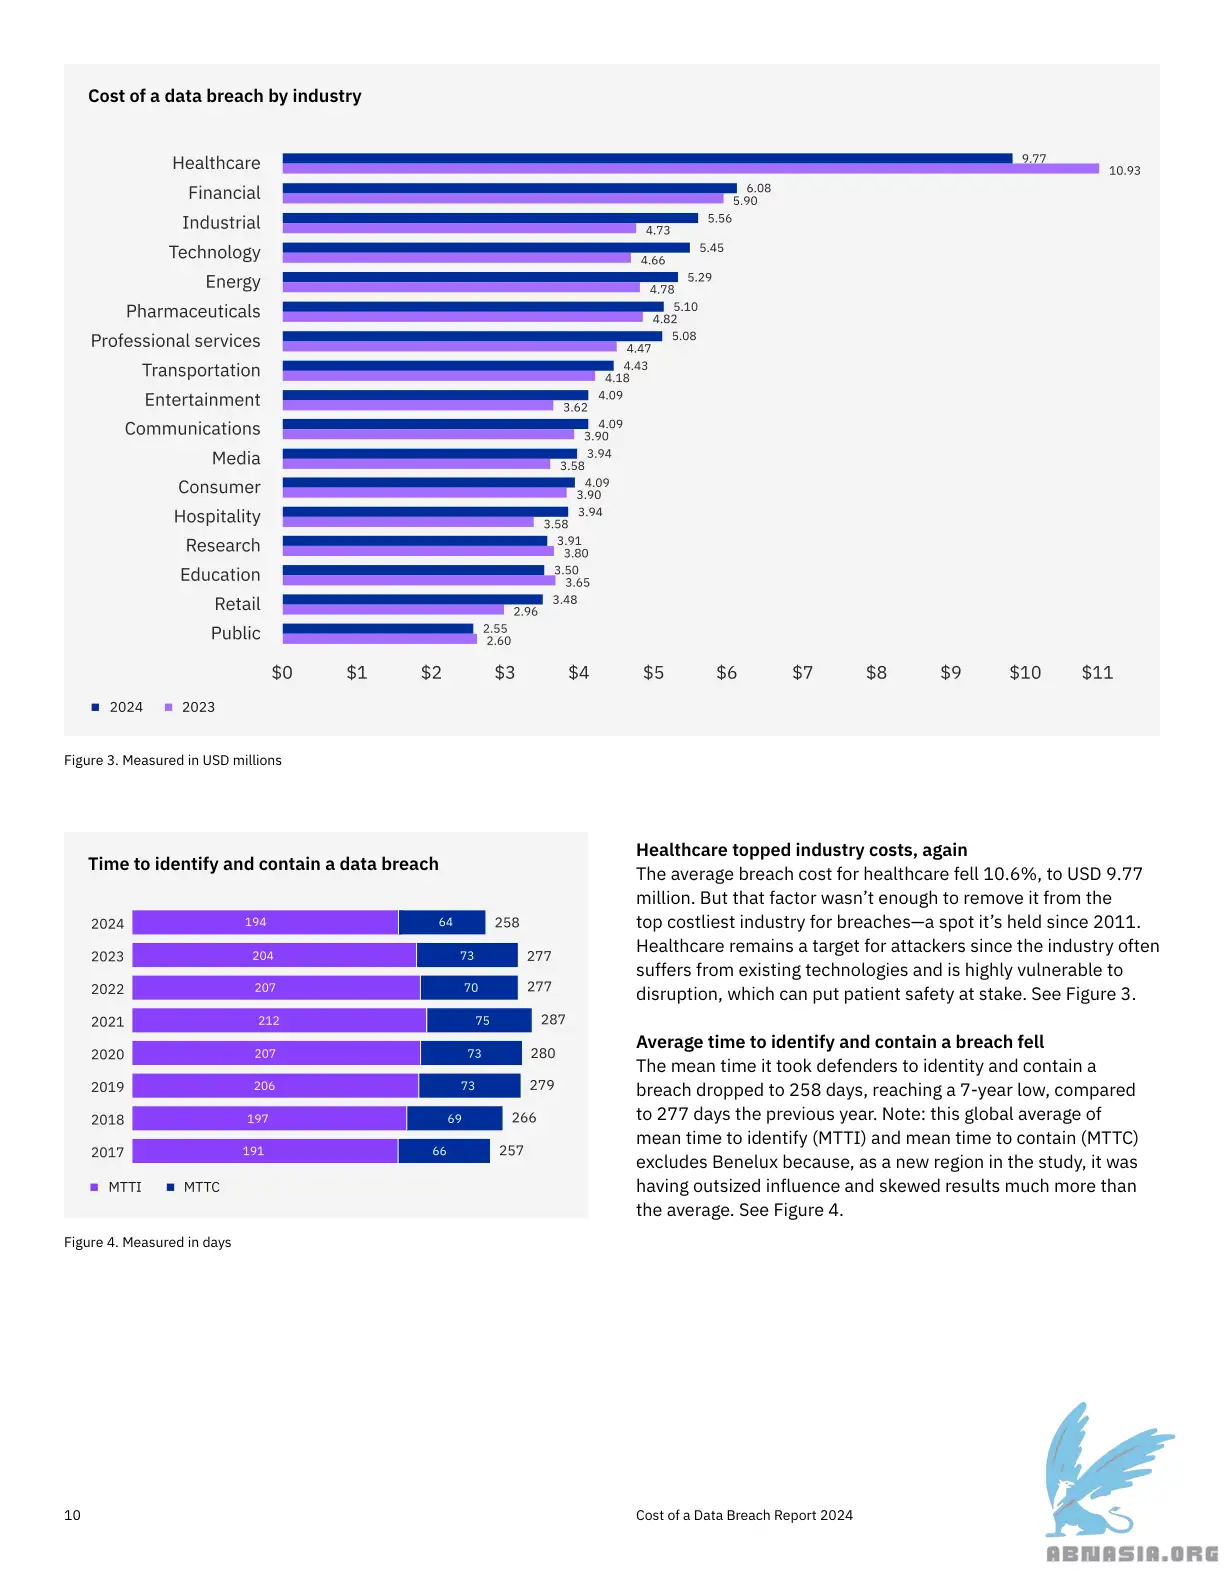 Cost of a data breach by industry
Healthcare 9.77
10.93
Financial 6.08
5.90
Industrial 5.56
4.73
Technology 5.45
4.66
Energy 5.29
4.78
Pharmaceuticals 5.10
4.82
Professional services 5.08
4.47
Transportation 4.43
4.18
Entertainment 4.09
3.62
Communications 4.09
3.90
Media 3.94
3.58
Consumer 4.09
3.90
Hospitality 3.94
3.58
Research 3.91
3.80
Education 3.50
3.65
Retail 3.48
2.96
Public 2.55
2.60
$0 $1 $2 $3 $4 $5 $6 $7 $8 $9 $10 $11
2024 2023
Figure 3. Measured in USD millions
Time to identify and contain a data breach
2024 194 64 258
2023 204 73 277
2022 207 70 277
2021 212 75 287
2020 207 73 280
2019 206 73 279
2018 197 69 266
2017 191 66 257
MTTI MTTC
Figure 4. Measured in days
Healthcare topped industry costs, again
The average breach cost for healthcare fell 10.6%, to USD 9.77
million. But that factor wasn’t enough to remove it from the
top costliest industry for breaches—a spot it’s held since 2011.
Healthcare remains a target for attackers since the industry often
suffers from existing technologies and is highly vulnerable to
disruption, which can put patient safety at stake. See Figure 3.
Average time to identify and contain a breach fell
The mean time it took defenders to identify and contain a
breach dropped to 258 days, reaching a 7-year low, compared
to 277 days the previous year. Note: this global average of
mean time to identify (MTTI) and mean time to contain (MTTC)
excludes Benelux because, as a new region in the study, it was
having outsized influence and skewed results much more than
the average. See Figure 4.
10
Cost of a Data Breach Report 2024
ABNASIA.ORG